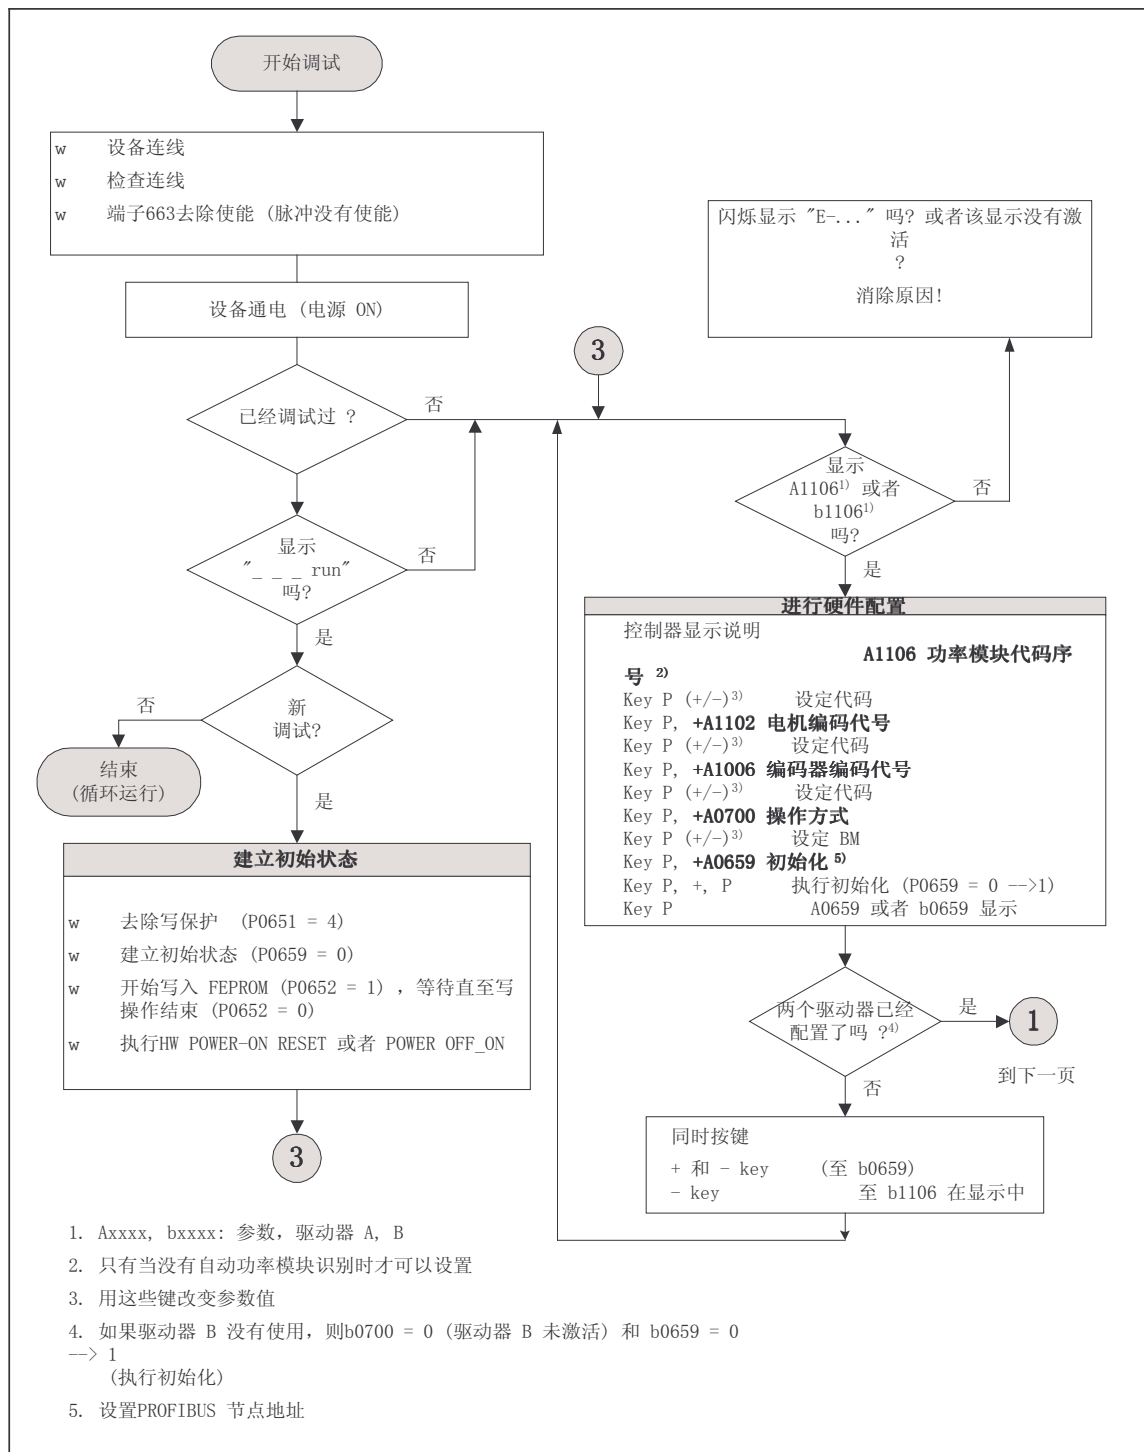 开始调试
w 设备连线
w 检查连线
w 端子663去除使能 (脉冲没有使能)
设备通电 (电源 ON)
已经调试过 ?
否
显示
"_ _ _ run"
吗?
否
是
新
调试?
否
结束
(循环运行)
是
建立初始状态
w 去除写保护 (P0651 = 4)
w 建立初始状态 (P0659 = 0)
w 开始写入 FEPROM (P0652 = 1) , 等待直至写
操作结束 (P0652 = 0)
w 执行HW POWER-ON RESET 或者 POWER OFF_ON
3
3
闪烁显示 "E-..." 吗? 或者该显示没有激
活
?
消除原因!
显示
A1106¹⁾ 或者
b1106¹⁾
吗?
否
是
进行硬件配置
控制器显示说明
A1106 功率模块代码序
号 ²⁾
Key P (+/-)³⁾ 设定代码
Key P, +A1102 电机编码代号
Key P (+/-)³⁾ 设定代码
Key P, +A1006 编码器编码代号
Key P (+/-)³⁾ 设定代码
Key P, +A0700 操作方式
Key P (+/-)³⁾ 设定 BM
Key P, +A0659 初始化 ⁵⁾
Key P, +, P 执行初始化 (P0659 = 0 -->1)
Key P A0659 或者 b0659 显示
两个驱动器已经
配置了吗 ?⁴⁾
是
1
到下一页
否
同时按键
+ 和 - key (至 b0659)
- key 至 b1106 在显示中
1. Axxxx, bxxxx: 参数, 驱动器 A, B
2. 只有当没有自动功率模块识别时才可以设置
3. 用这些键改变参数值
4. 如果驱动器 B 没有使用, 则b0700 = 0 (驱动器 B 未激活) 和 b0659 = 0
--> 1
(执行初始化)
5. 设置PROFIBUS 节点地址